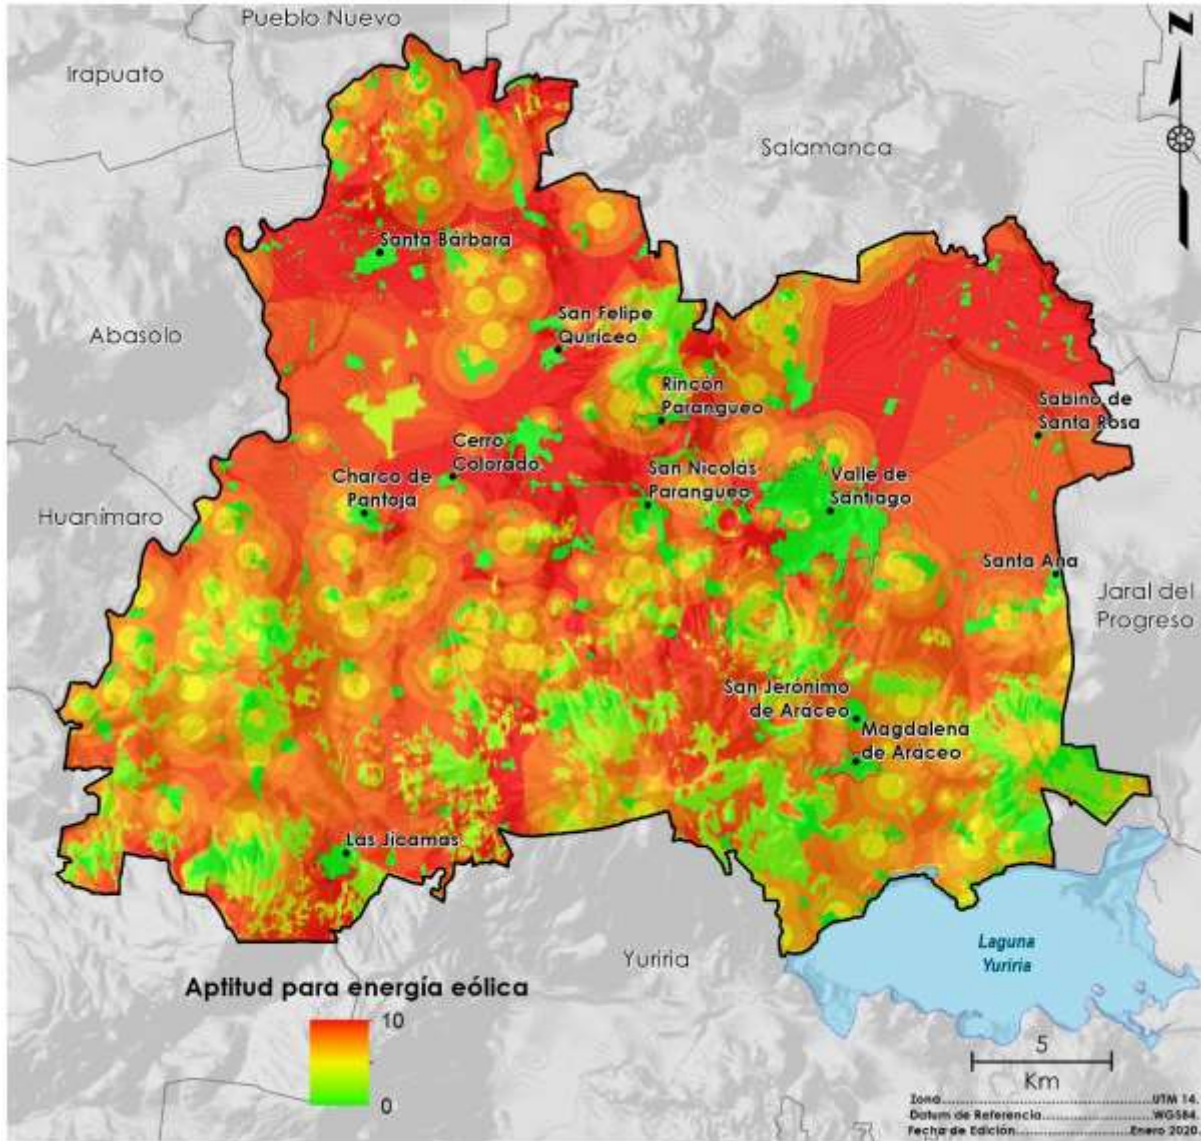 Pueblo Nuevo
Irapuato
Salamanca
Santa Bárbara
San Felipe
Quiríceo
Abasolo
Rincón
Parangueo
Sabino de
Santa Rosa
Cerro
Colorado
Charco de
Pantoja
San Nicolás
Parangueo
Valle de
Santiago
Huanímaro
Santa Ana
Jaral del
Progreso
San Jerónimo
de Aráceo
Magdalena
de Aráceo
Las Jícamas
Laguna
Yuriria
Yuriria
Aptitud para energía eólica
10
0
5
Km
Zona UTM 14.
Datum de Referencia WGS84.
Fecha de Edición Enero 2020.
N